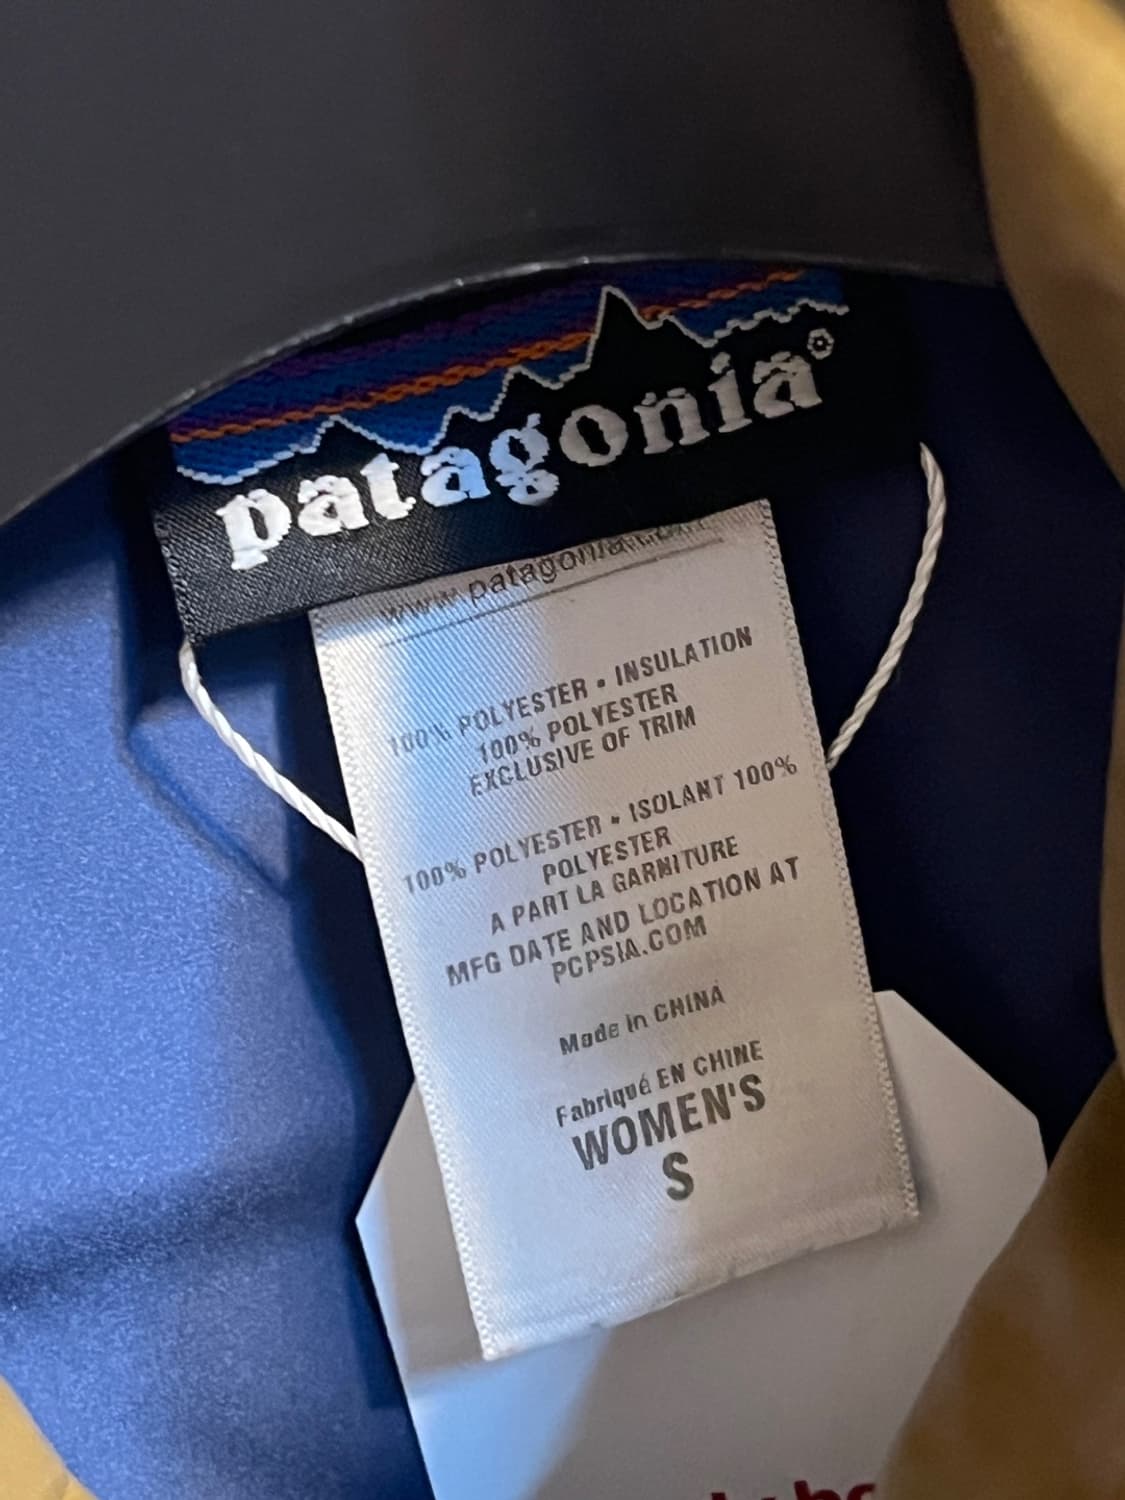 patagonia®
www.patagonia.com
100% POLYESTER • INSULATION
100% POLYESTER
EXCLUSIVE OF TRIM
100% POLYESTER • ISOLANT 100%
POLYESTER
A PART LA GARNITURE
MFG DATE AND LOCATION AT
PCPSIA.COM
Made in CHINA
Fabriqué EN CHINE
WOMEN'S
S